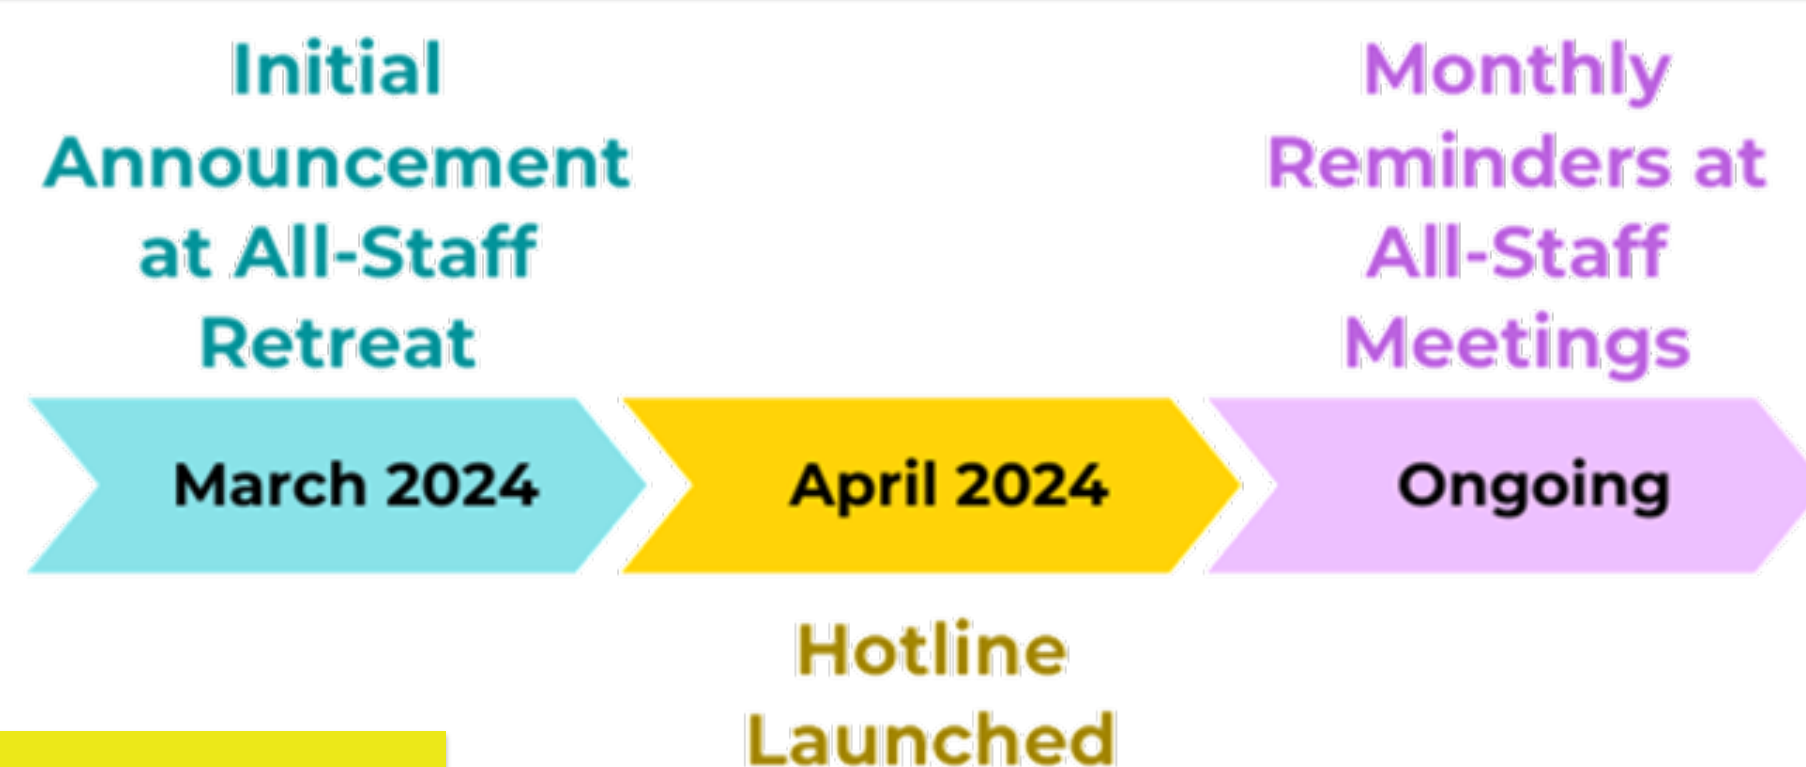 Initial
Announcement
at All-Staff
Retreat
Monthly
Reminders at
All-Staff
Meetings
March 2024
April 2024
Ongoing
Hotline
Launched